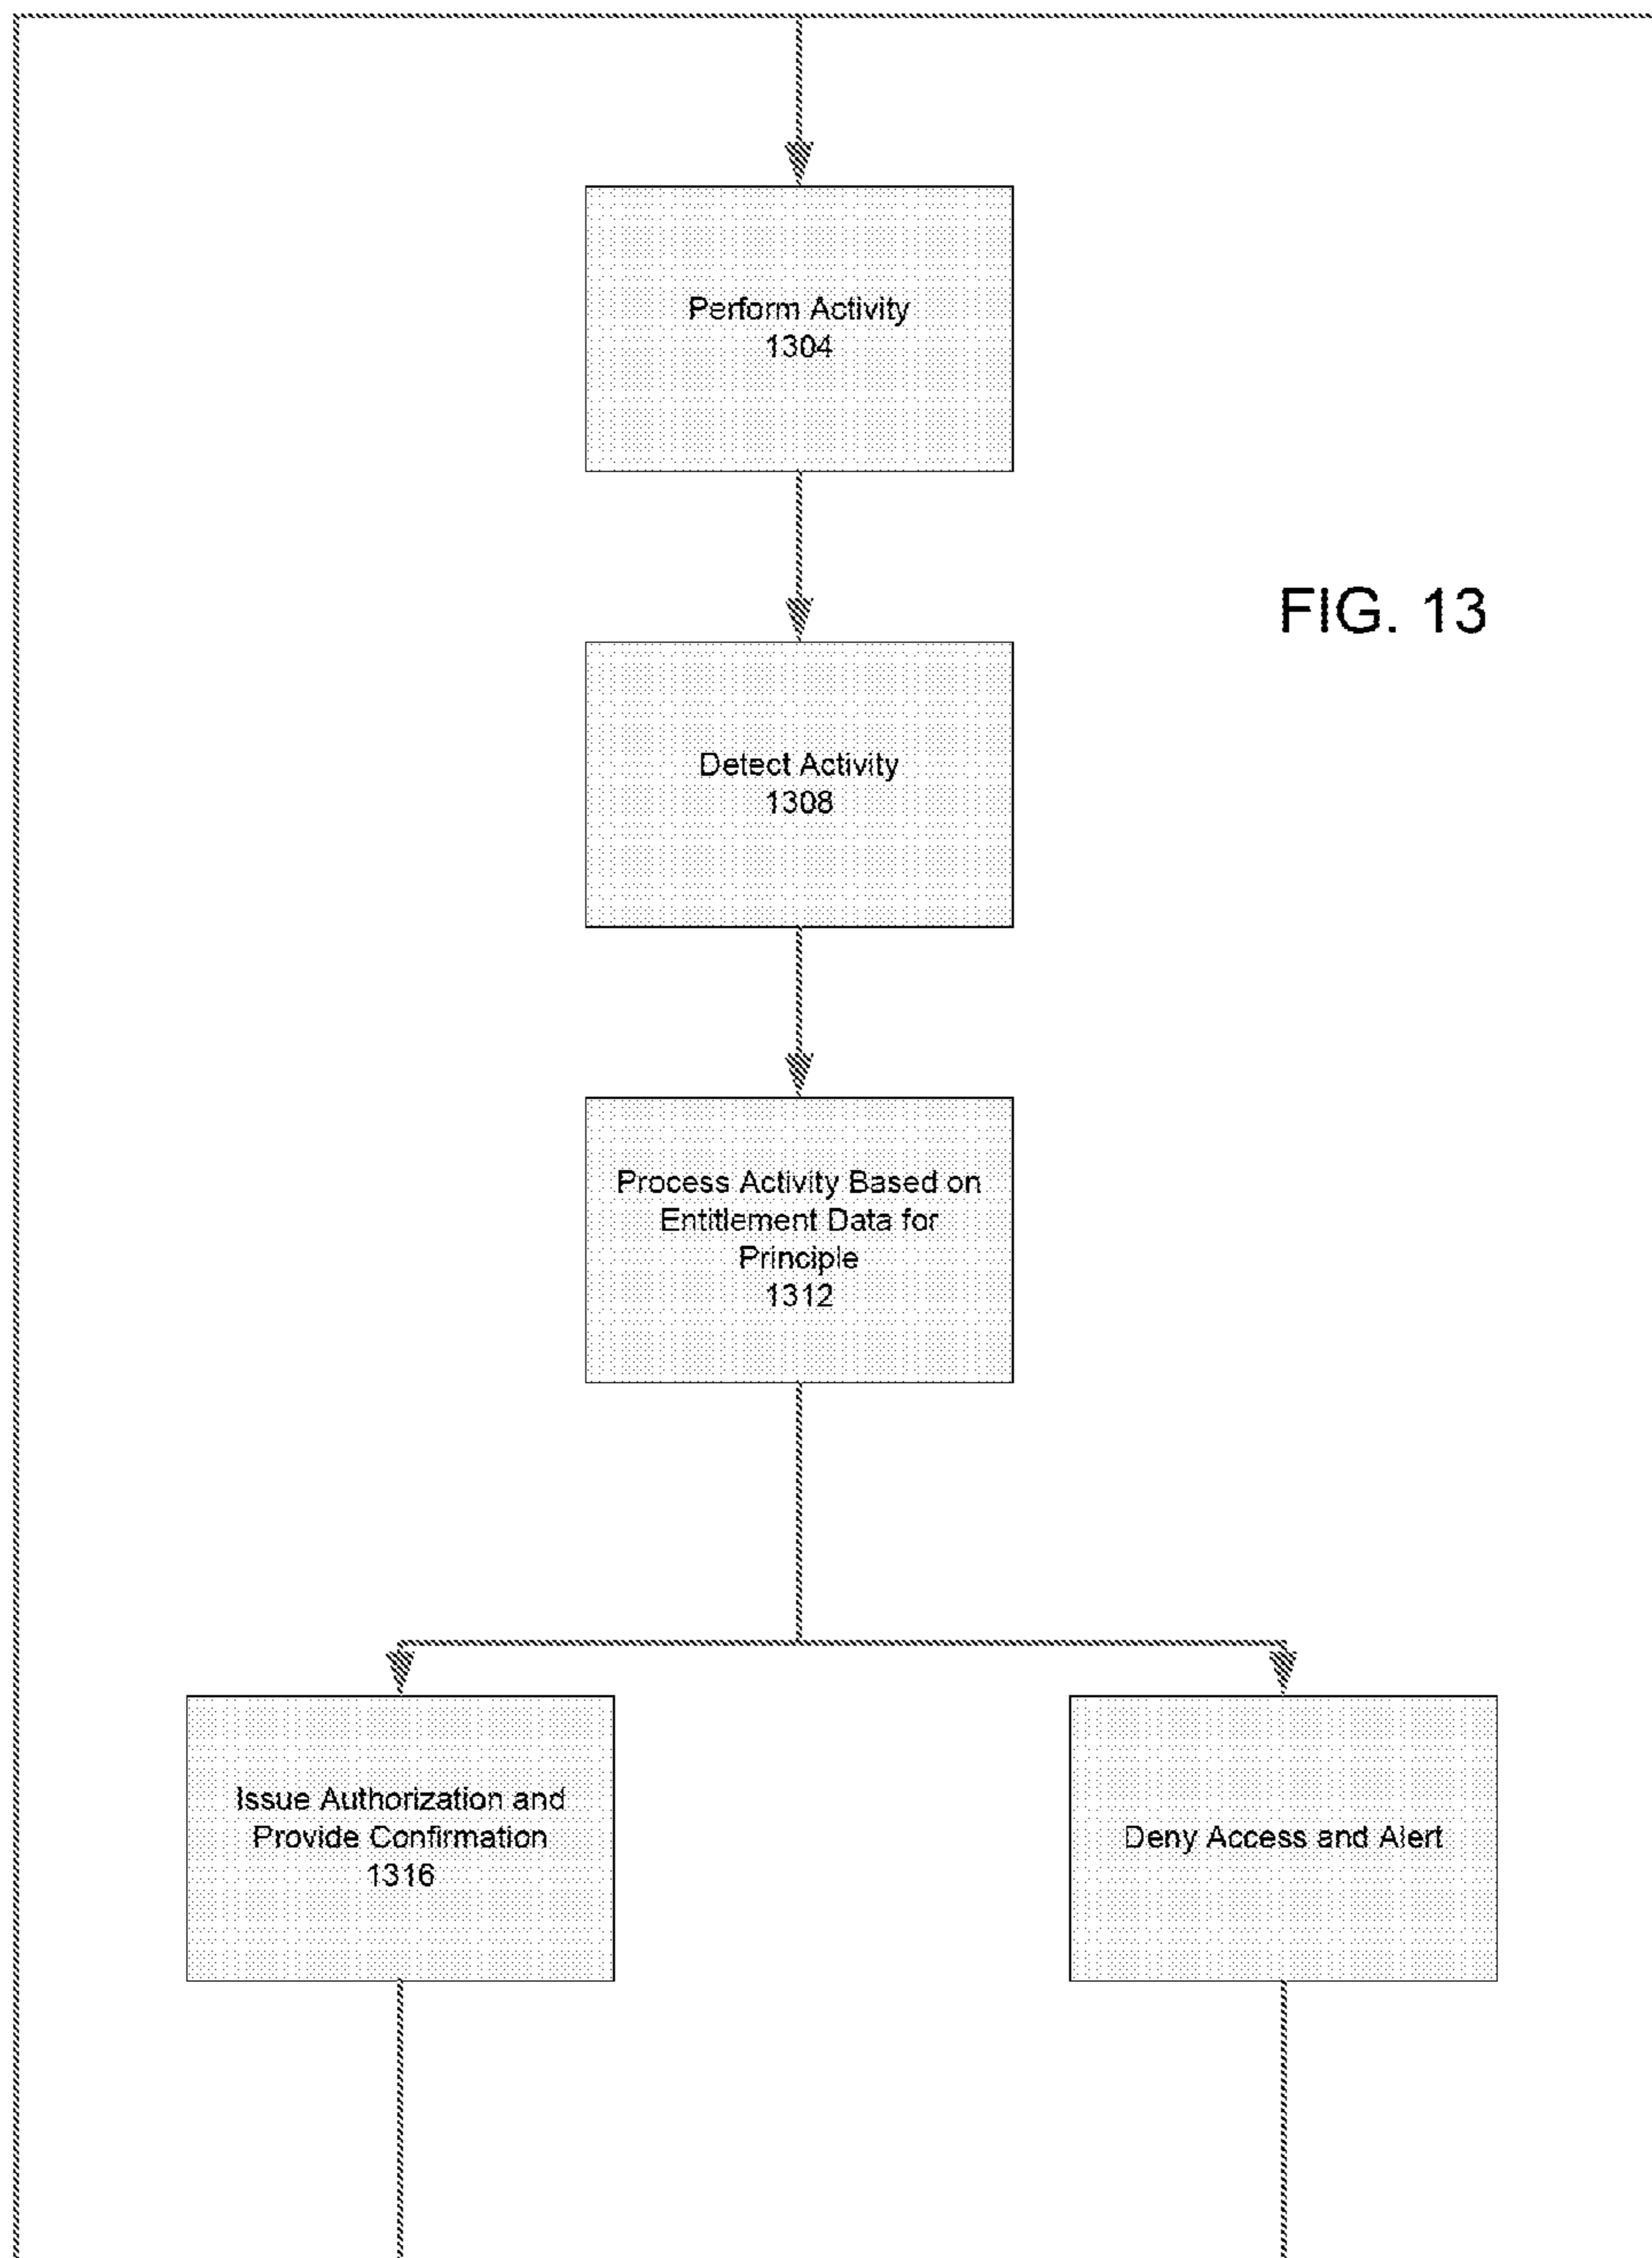 Perform Activity
1304
FIG. 13
Detect Activity
1308
Process Activity Based on
Entitlement Data for
Principle
1312
Issue Authorization and
Provide Confirmation
1316
Deny Access and Alert